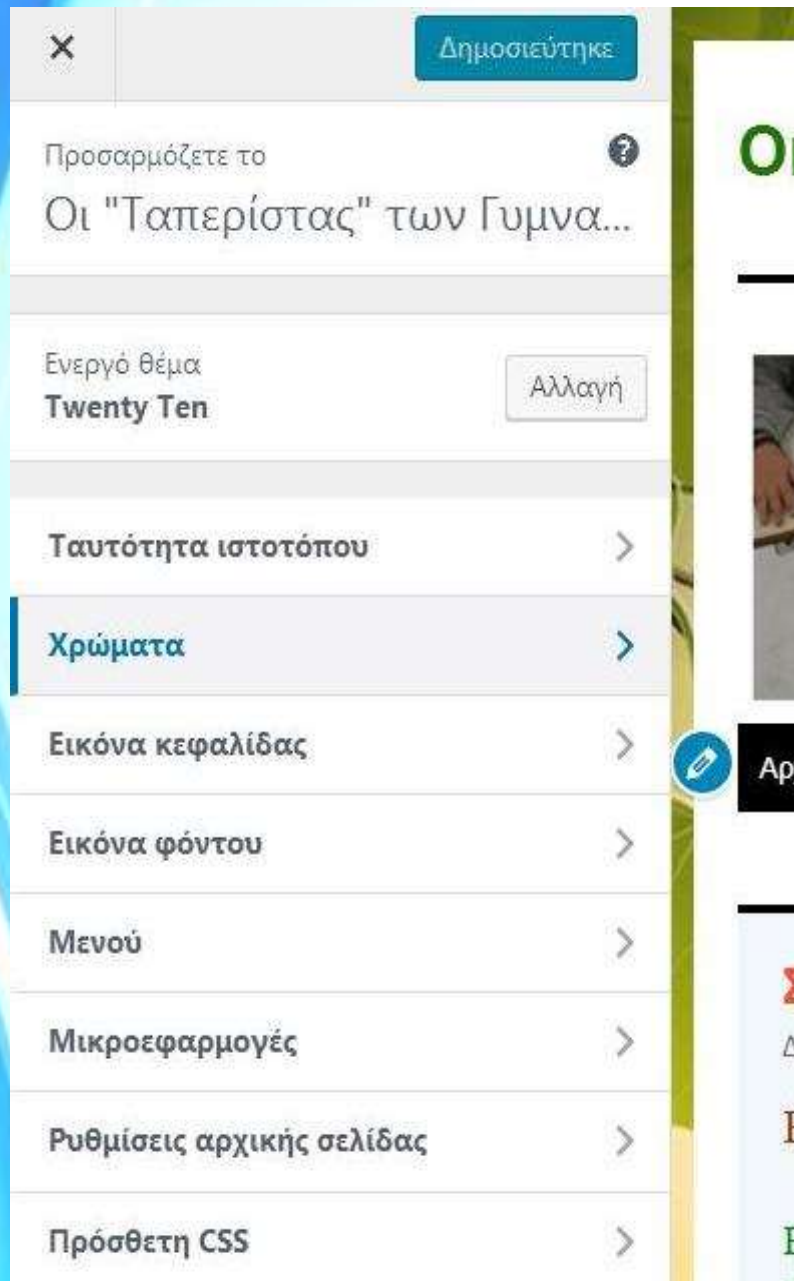 Δημοσιεύτηκε
Προσαρμόζετε το
Οι "Ταπερίστας" των Γυμνα...
Ενεργό θέμα
Twenty Ten
Αλλαγή
Ταυτότητα ιστοτόπου
Χρώματα
Εικόνα κεφαλίδας
Εικόνα φόντου
Μενού
Μικροεφαρμογές
Ρυθμίσεις αρχικής σελίδας
Πρόσθετη CSS